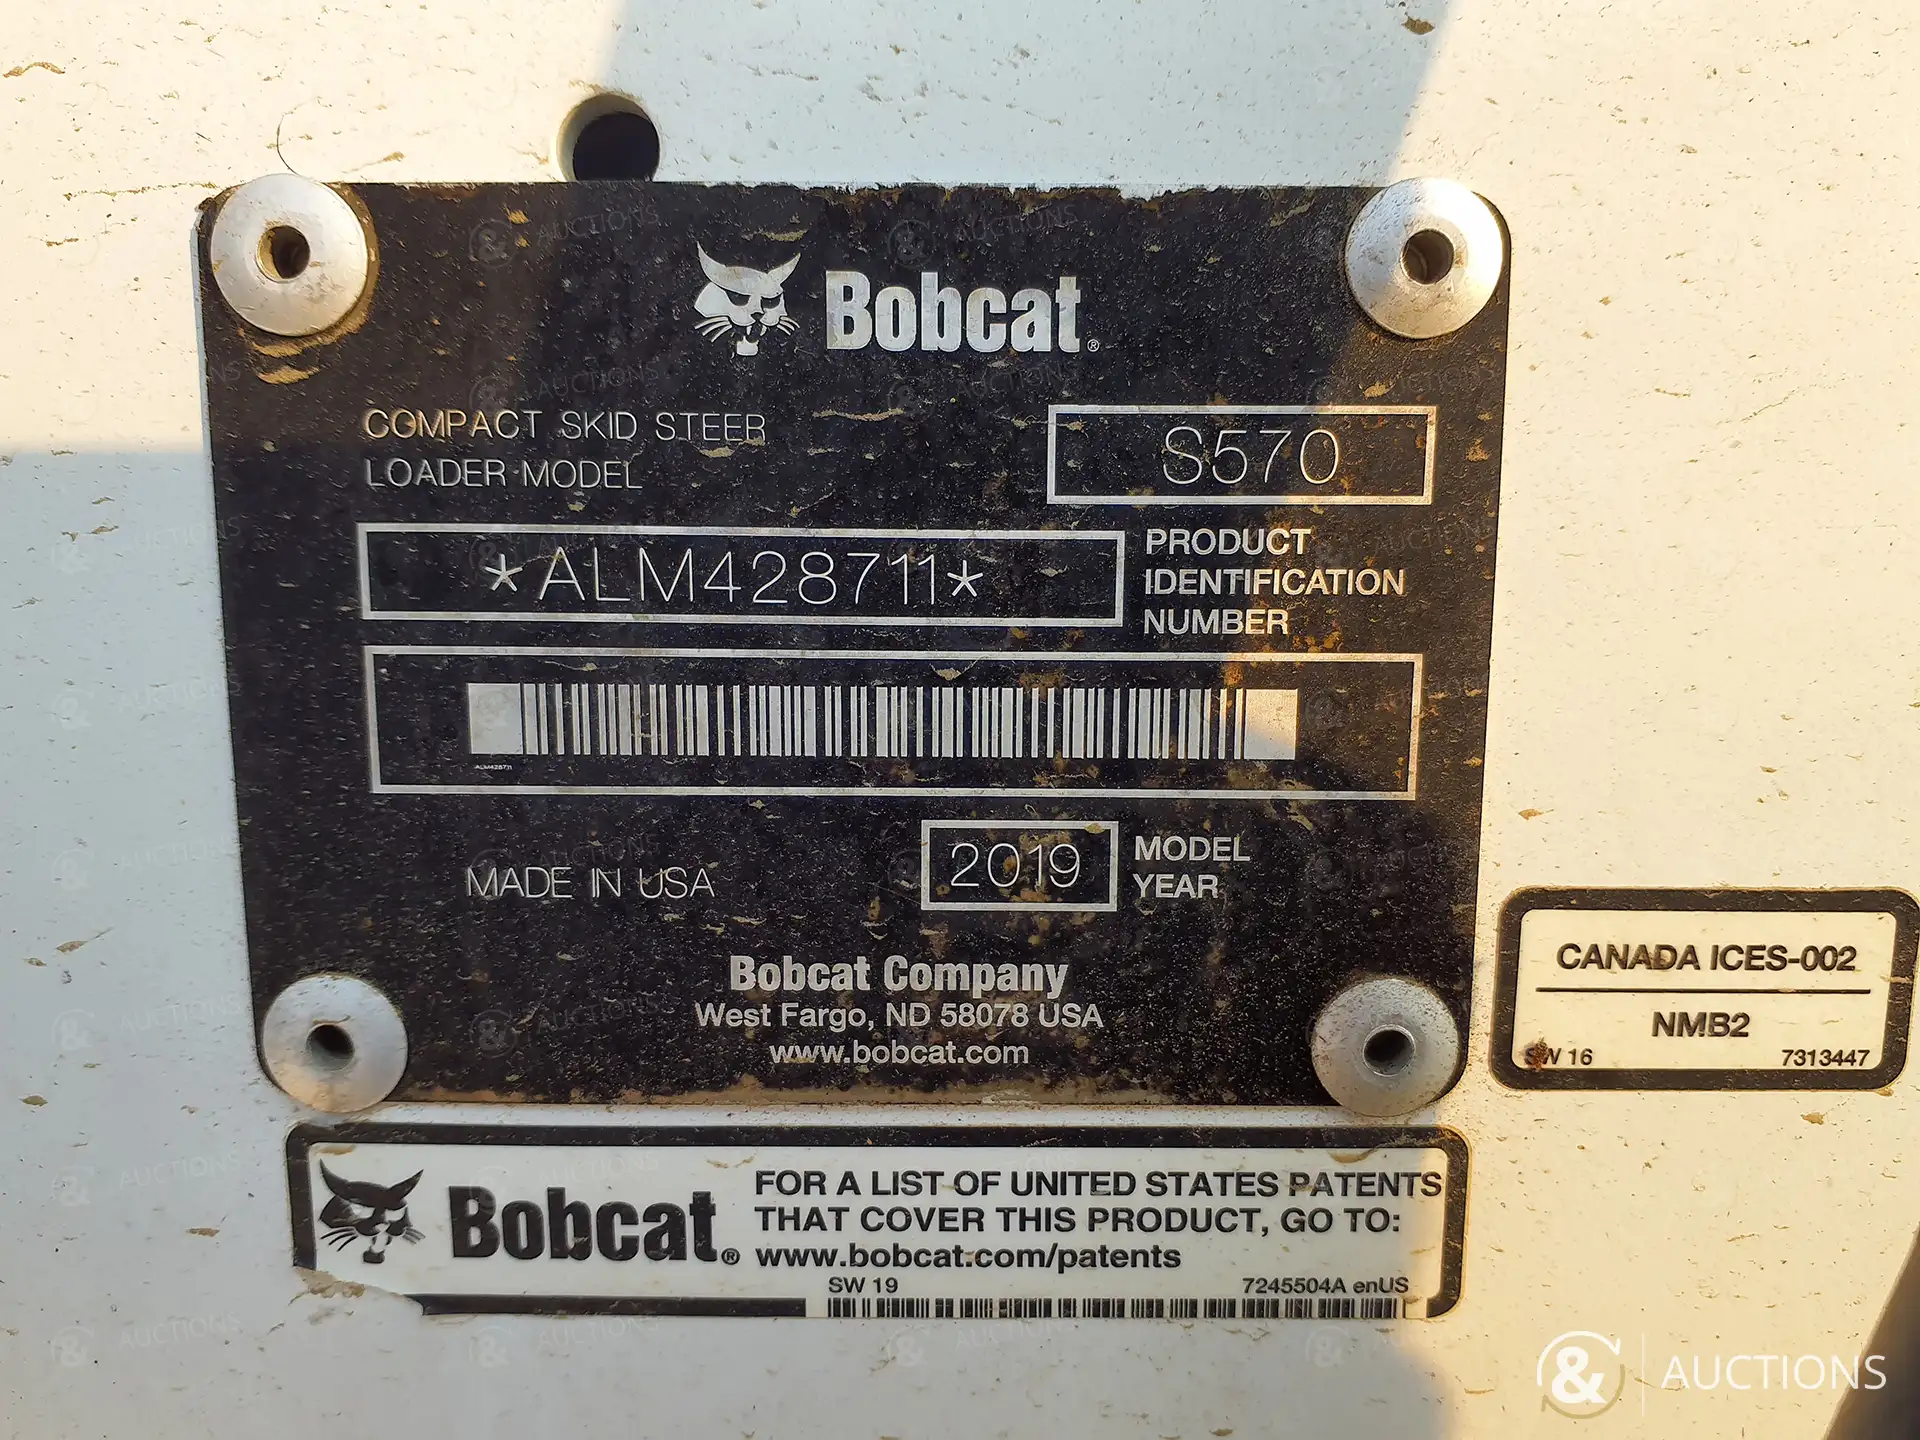 Bobcat®
COMPACT SKID STEER
LOADER MODEL
S570
*ALM428711*
PRODUCT
IDENTIFICATION
NUMBER
ALM428711
MADE IN USA
2019
MODEL
YEAR
Bobcat Company
West Fargo, ND 58078 USA
www.bobcat.com
CANADA ICES-002
NMB2
SW 16 7313447
Bobcat®
FOR A LIST OF UNITED STATES PATENTS
THAT COVER THIS PRODUCT, GO TO:
www.bobcat.com/patents
SW 19 7245504A enUS
& AUCTIONS